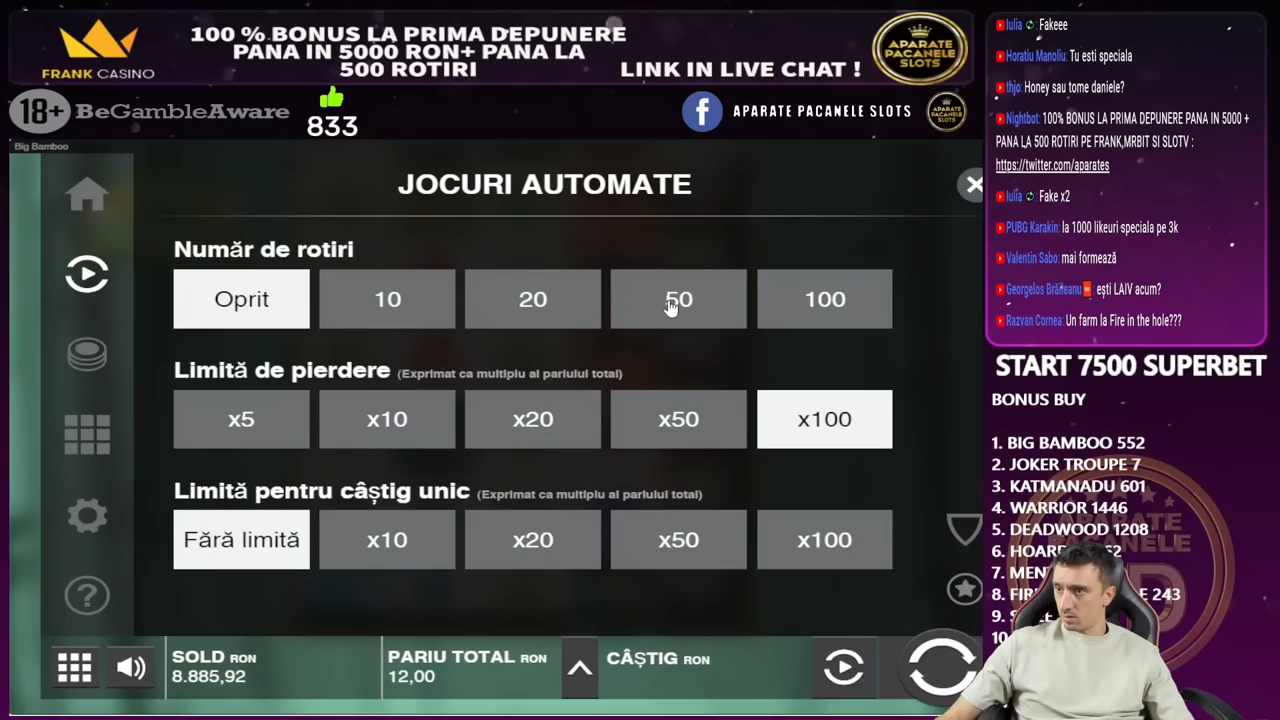 FRANK CASINO
100 % BONUS LA PRIMA DEPUNERE
PANA IN 5000 RON+ PANA LA
500 ROTIRI
LINK IN LIVE CHAT !
APARATE
PACANELE
SLOTS
18+ BeGambleAware
833
f APARATE PACANELE SLOTS
APARATE
PACANELE
SLOTS
Big Bamboo
JOCURI AUTOMATE
Număr de rotiri
Oprit 10 20 50 100
Limită de pierdere (Exprimat ca multiplu al pariului total)
x5 x10 x20 x50 x100
Limită pentru câștig unic (Exprimat ca multiplu al pariului total)
Fără limită x10 x20 x50 x100
SOLD RON
8.885,92
PARIU TOTAL RON
12,00
CÂȘTIG RON
Iulia: Fakeee
Horatiu Manoliu: Tu esti speciala
thjo: Honey sau tome daniele?
Nightbot: 100% BONUS LA PRIMA DEPUNERE PANA IN 5000 +
PANA LA 500 ROTIRI PE FRANK,MRBIT SI SLOTV :
https://twitter.com/aparates
Iulia: Fake x2
PUBG Karakin: la 1000 likeuri speciala pe 3k
Valentin Sabo: mai formează
Georgelos Brăileanu: ești LAIV acum?
Razvan Cornea: Un farm la Fire in the hole???
START 7500 SUPERBET
BONUS BUY
1. BIG BAMBOO 552
2. JOKER TROUPE 7
3. KATMANADU 601
4. WARRIOR 1446
5. DEADWOOD 1208
6.
7.
8. 243
9.
10